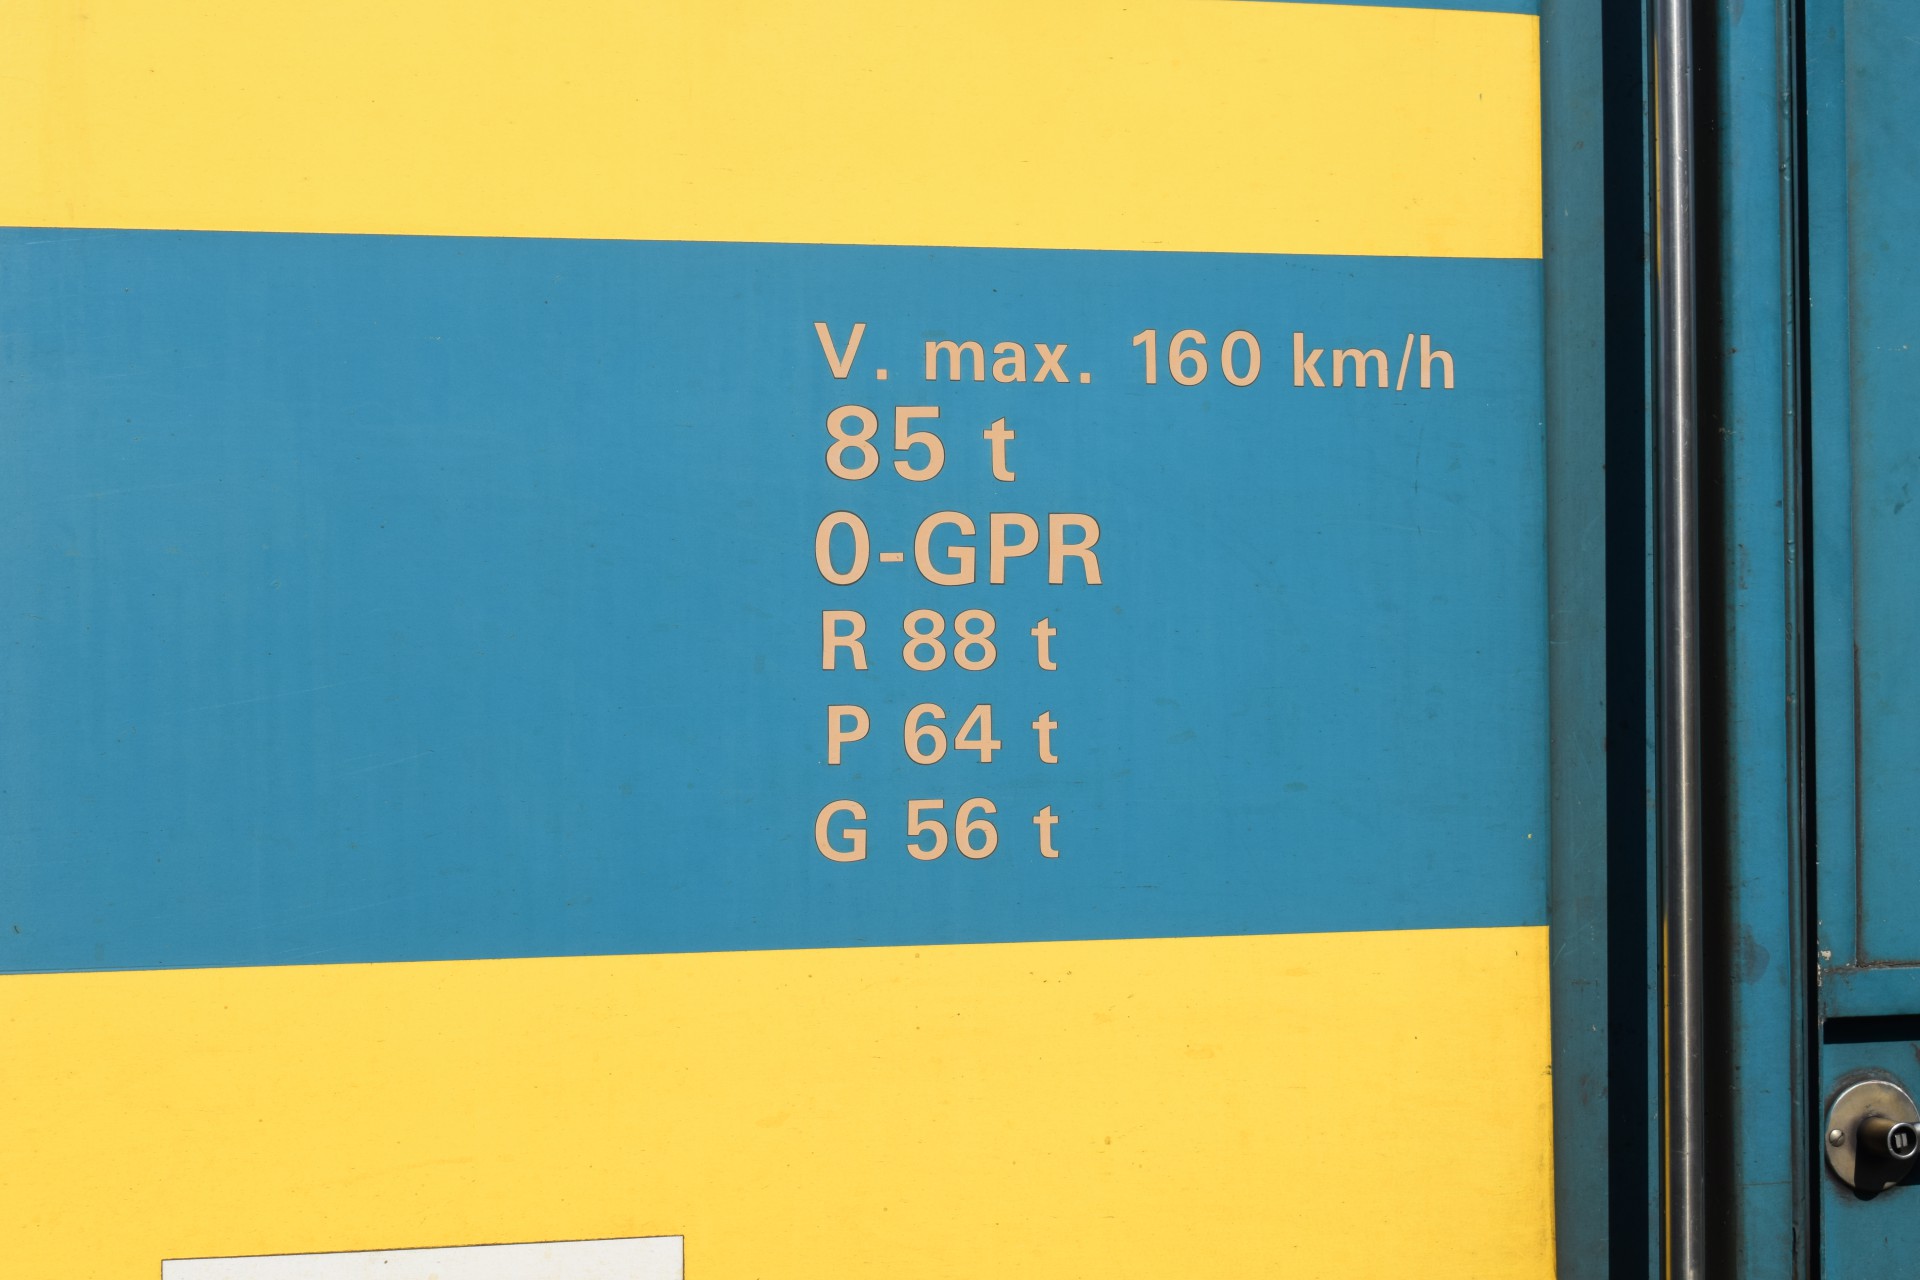 V. max. 160 km/h
85 t
0-GPR
R 88 t
P 64 t
G 56 t